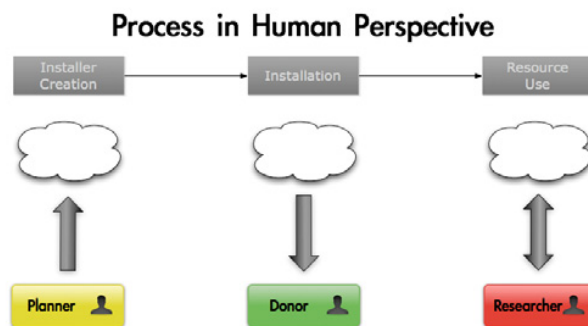 Process in Human Perspective
Installer
Creation
Installation
Resource
Use
Planner
Donor
Researcher